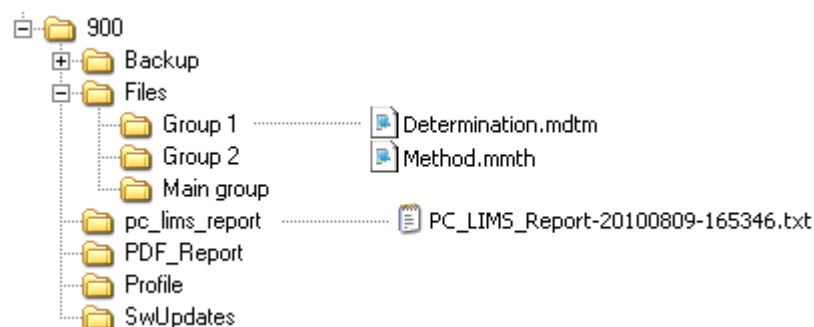 900
Backup
Files
Group 1 Determination.mdtm
Group 2 Method.mmth
Main group
pc_lims_report PC_LIMS_Report-20100809-165346.txt
PDF_Report
Profile
SwUpdates